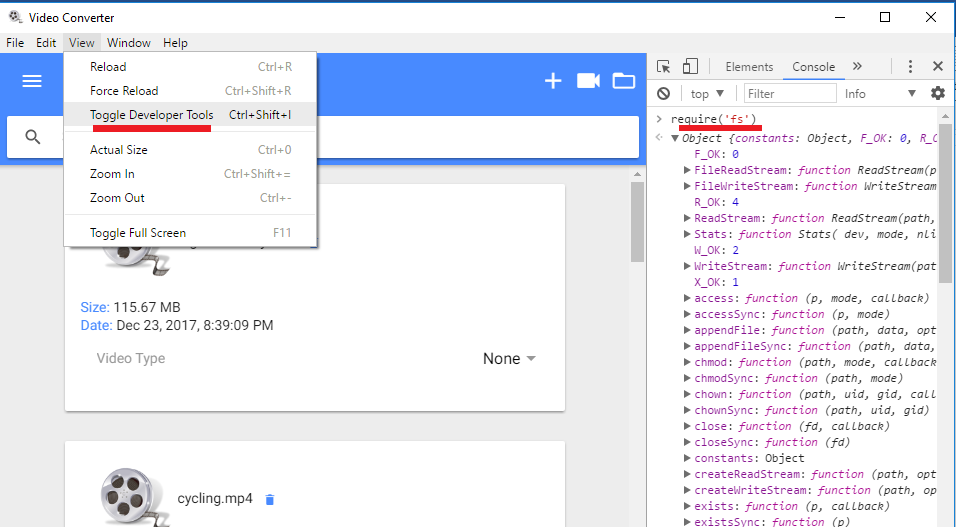 Video Converter
File Edit View Window Help
Reload Ctrl+R
Force Reload Ctrl+Shift+R
Toggle Developer Tools Ctrl+Shift+I
Actual Size Ctrl+0
Zoom In Ctrl+Shift+=
Zoom Out Ctrl+-
Toggle Full Screen F11
Size: 115.67 MB
Date: Dec 23, 2017, 8:39:09 PM
Video Type None
cycling.mp4
Elements Console
top Filter Info
require('fs')
Object {constants: Object, F_OK: 0, R_O
F_OK: 0
FileReadStream: function ReadStream(p
FileWriteStream: function WriteStream
R_OK: 4
ReadStream: function ReadStream(path,
Stats: function Stats( dev, mode, nli
W_OK: 2
WriteStream: function WriteStream(pat
X_OK: 1
access: function (p, mode, callback)
accessSync: function (p, mode)
appendFile: function (path, data, opt
appendFileSync: function (path, data,
chmod: function (path, mode, callback
chmodSync: function (path, mode)
chown: function (path, uid, gid, call
chownSync: function (path, uid, gid)
close: function (fd, callback)
closeSync: function (fd)
constants: Object
createReadStream: function (path, opt
createWriteStream: function (path, op
exists: function (p, callback)
existsSync: function (p)